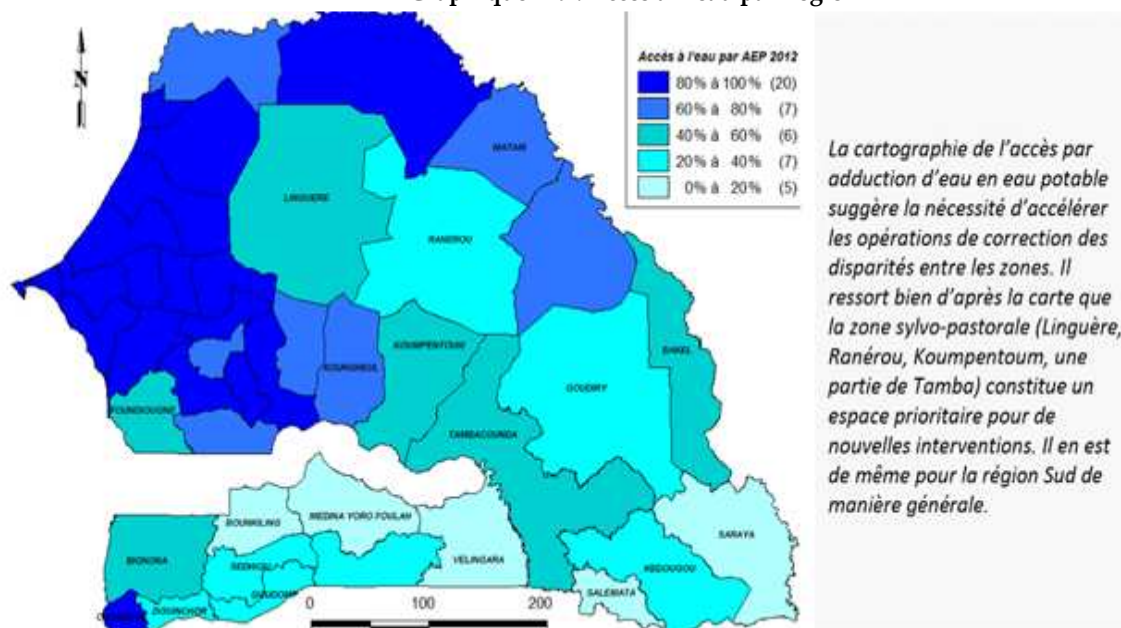 Accès à l'eau par AEP 2012
80% à 100% (20)
60% à 80% (7)
40% à 60% (6)
20% à 40% (7)
0% à 20% (5)
N
MATAM
LINGUERE
RANEROU
KOUMPENTOUM
KOUNGHEUL
BAKEL
GOUDIRY
FOUNDIOUGNE
TAMBACOUNDA
BOUNKILING
MEDINA YORO FOULAH
VELINGARA
SARAYA
BIGNONA
SEDHIOU
KEDOUGOU
GOUDOMP
SALEMATA
0 100 200
La cartographie de l'accès par
adduction d'eau en eau potable
suggère la nécessité d'accélérer
les opérations de correction des
disparités entre les zones. Il
ressort bien d'après la carte que
la zone sylvo-pastorale (Linguère,
Ranérou, Koumpentoum, une
partie de Tamba) constitue un
espace prioritaire pour de
nouvelles interventions. Il en est
de même pour la région Sud de
manière générale.